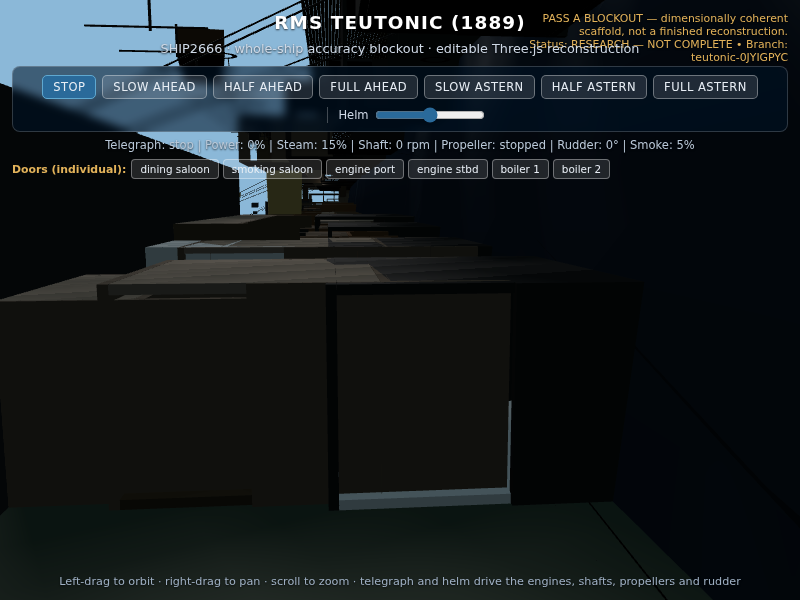 RMS TEUTONIC (1889)
SHIP2666 · whole-ship accuracy blockout · editable Three.js reconstruction
PASS A BLOCKOUT — dimensionally coherent
scaffold, not a finished reconstruction.
Status: RESEARCH — NOT COMPLETE • Branch:
teutonic-0JYIGPYC
STOP
SLOW AHEAD
HALF AHEAD
FULL AHEAD
SLOW ASTERN
HALF ASTERN
FULL ASTERN
Helm
Telegraph: stop | Power: 0% | Steam: 15% | Shaft: 0 rpm | Propeller: stopped | Rudder: 0° | Smoke: 5%
Doors (individual):
dining saloon
smoking saloon
engine port
engine stbd
boiler 1
boiler 2
Left-drag to orbit · right-drag to pan · scroll to zoom · telegraph and helm drive the engines, shafts, propellers and rudder